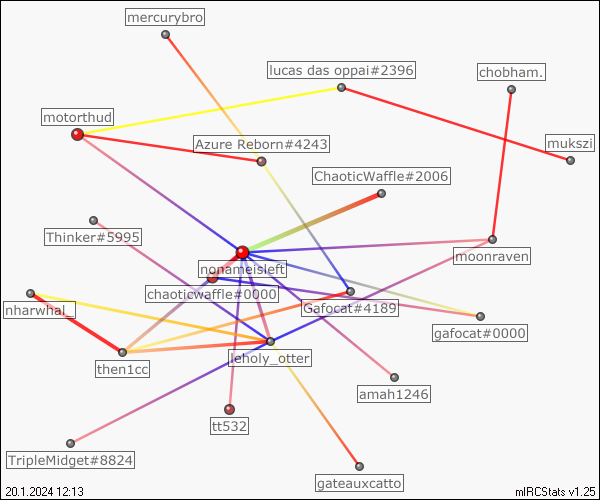 mercurybro
lucas das oppai#2396
chobham.
motorthud
Azure Reborn#4243
mukszi
ChaoticWaffle#2006
Thinker#5995
moonraven
nonameisleft
chaoticwaffle#0000
Gafocat#4189
nharwhal_
gafocat#0000
leholy_otter
then1cc
amah1246
tt532
TripleMidget#8824
gateauxcatto
20.1.2024 12:13
mIRCStats v1.25